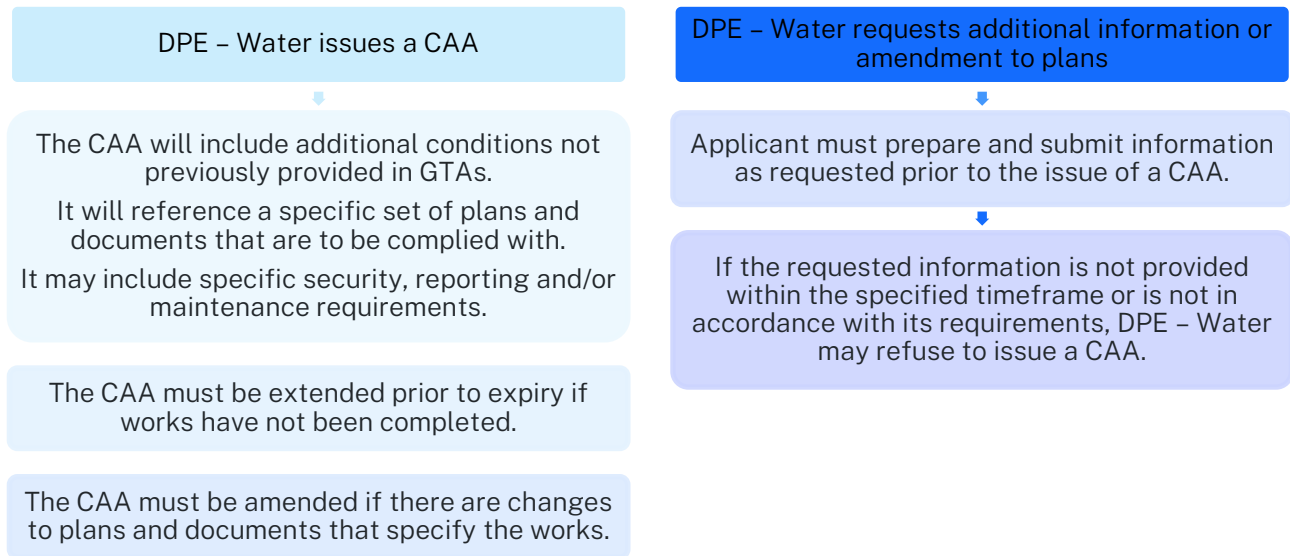 DPE – Water issues a CAA
The CAA will include additional conditions not
previously provided in GTAs.
It will reference a specific set of plans and
documents that are to be complied with.
It may include specific security, reporting and/or
maintenance requirements.
The CAA must be extended prior to expiry if
works have not been completed.
The CAA must be amended if there are changes
to plans and documents that specify the works.
DPE – Water requests additional information or
amendment to plans
Applicant must prepare and submit information
as requested prior to the issue of a CAA.
If the requested information is not provided
within the specified timeframe or is not in
accordance with its requirements, DPE – Water
may refuse to issue a CAA.